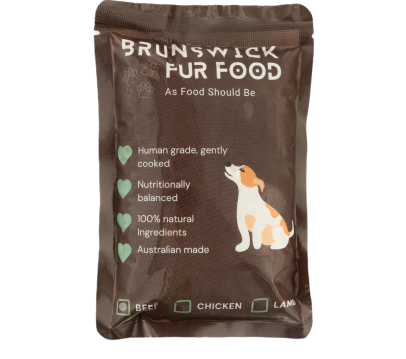 BRUNSWICK
FUR FOOD
As Food Should Be
Human grade, gently
cooked
Nutritionally
balanced
100% natural
Ingredients
Australian made
BEEF CHICKEN LAMB